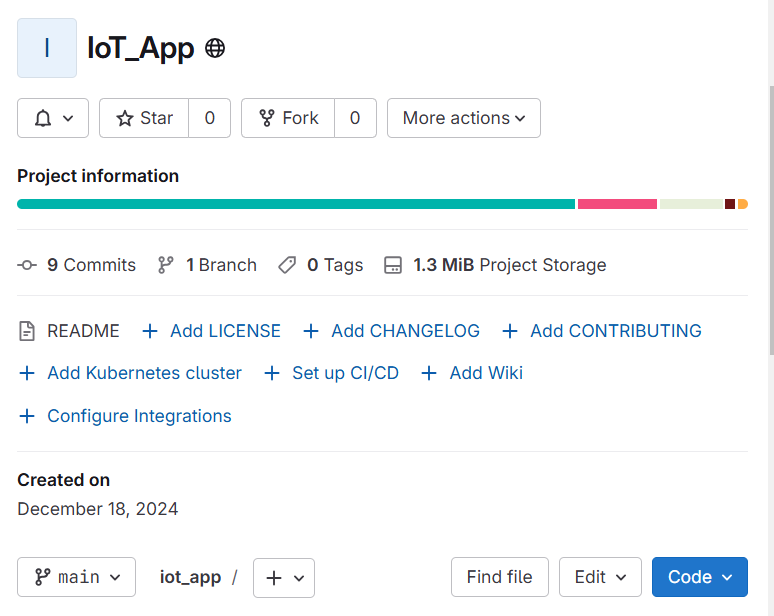 I IoT_App
Star 0 Fork 0 More actions
Project information
9 Commits 1 Branch 0 Tags 1.3 MiB Project Storage
README + Add LICENSE + Add CHANGELOG + Add CONTRIBUTING
+ Add Kubernetes cluster + Set up CI/CD + Add Wiki
+ Configure Integrations
Created on
December 18, 2024
main iot_app / + Find file Edit Code